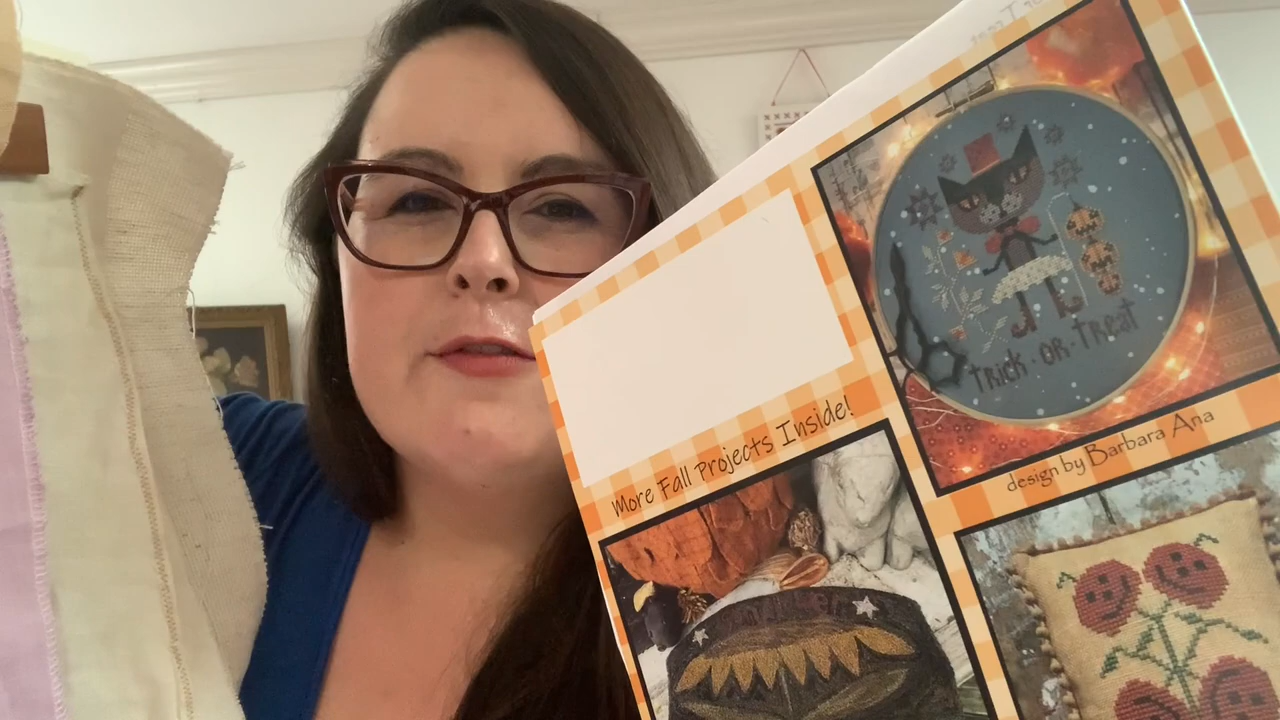 TRICK·OR·TREAT
design by Barbara Ana
More Fall Projects Inside!